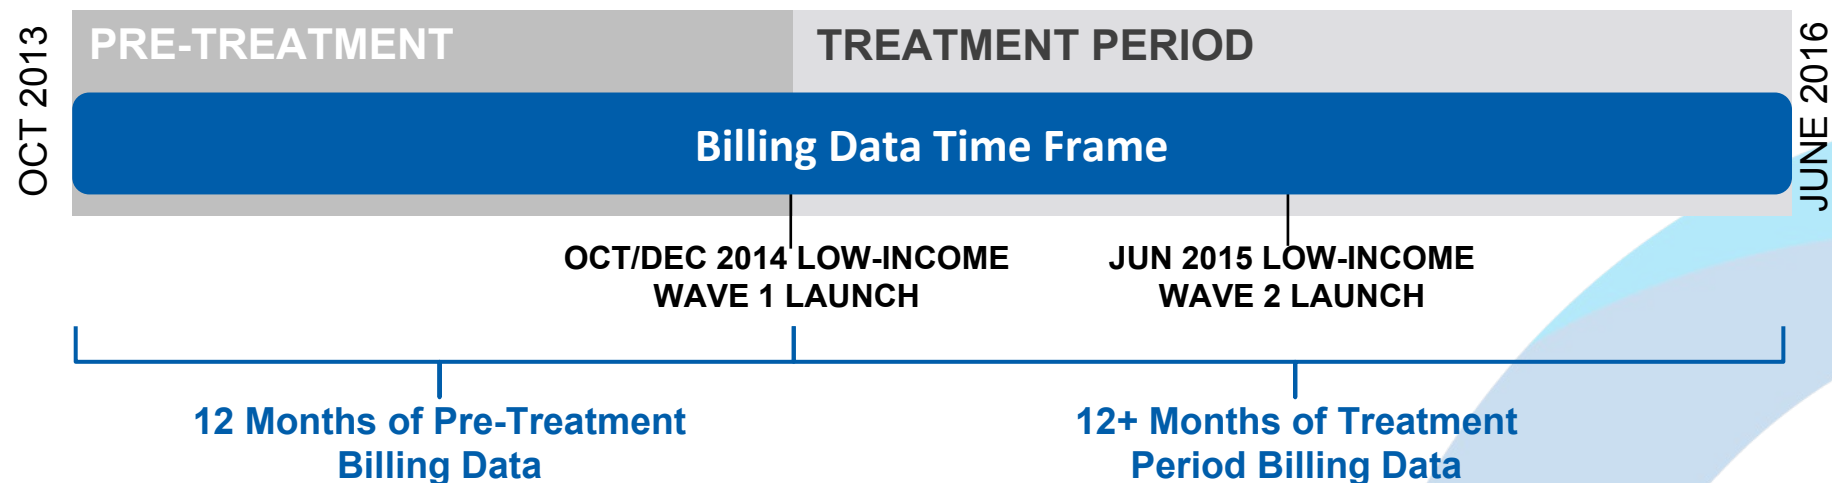 OCT 2013
PRE-TREATMENT
TREATMENT PERIOD
JUNE 2016
Billing Data Time Frame
OCT/DEC 2014 LOW-INCOME
WAVE 1 LAUNCH
JUN 2015 LOW-INCOME
WAVE 2 LAUNCH
12 Months of Pre-Treatment
Billing Data
12+ Months of Treatment
Period Billing Data